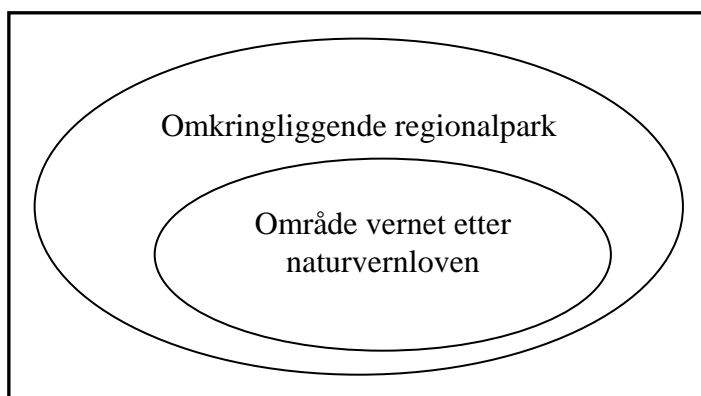 Omkringliggende regionalpark
Område vernet etter
naturvernloven